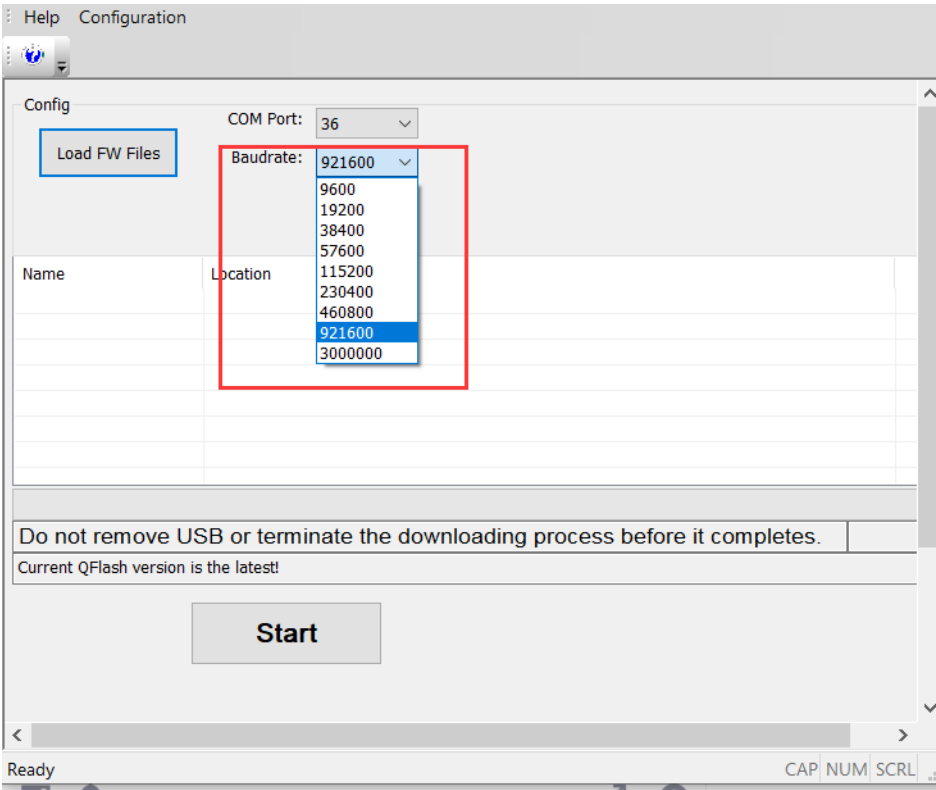 Help Configuration
Config
COM Port: 36
Load FW Files
Baudrate: 921600
9600
19200
38400
57600
115200
230400
460800
921600
3000000
Name Location
Do not remove USB or terminate the downloading process before it completes.
Current QFlash version is the latest!
Start
Ready CAP NUM SCRL